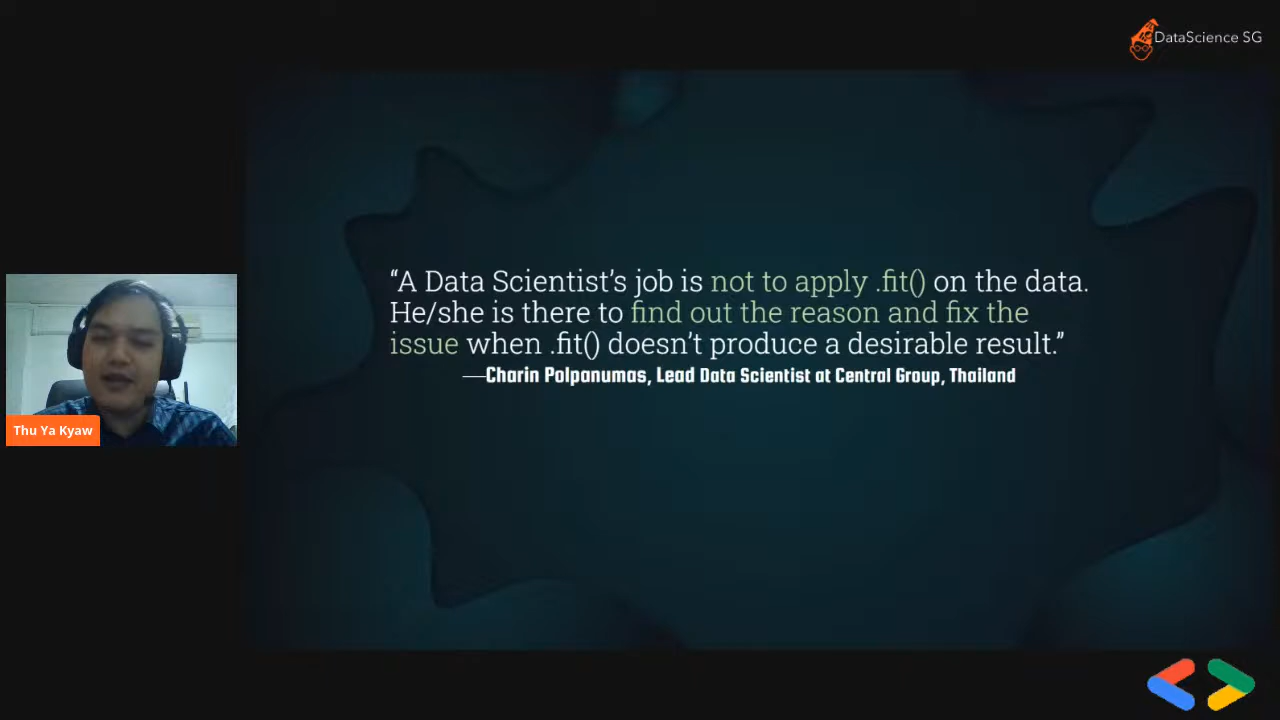 DataScience SG
“A Data Scientist’s job is not to apply .fit() on the data.
He/she is there to find out the reason and fix the
issue when .fit() doesn’t produce a desirable result.”
—Charin Polpanumas, Lead Data Scientist at Central Group, Thailand
Thu Ya Kyaw